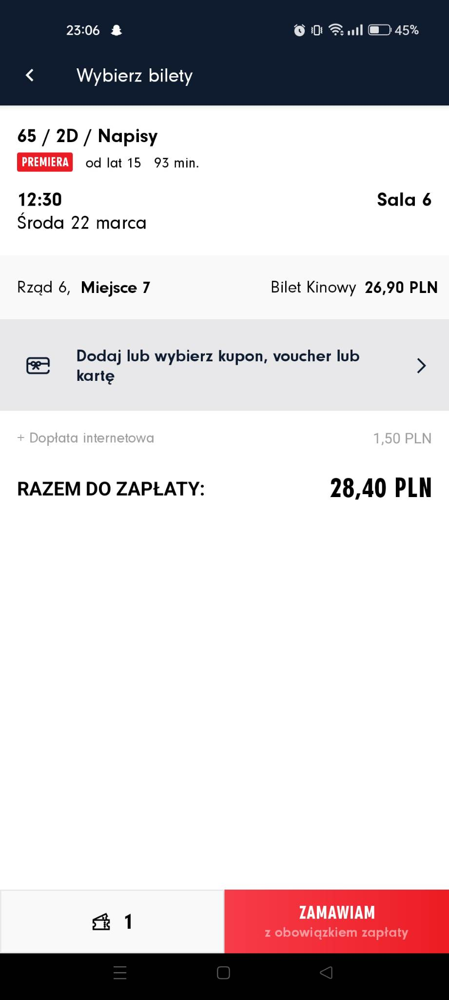 23:06 45%
Wybierz bilety
65 / 2D / Napisy
PREMIERA od lat 15 93 min.
12:30 Sala 6
Środa 22 marca
Rząd 6, Miejsce 7 Bilet Kinowy 26,90 PLN
Dodaj lub wybierz kupon, voucher lub
kartę
+ Dopłata internetowa 1,50 PLN
RAZEM DO ZAPŁATY: 28,40 PLN
1 ZAMAWIAM
z obowiązkiem zapłaty